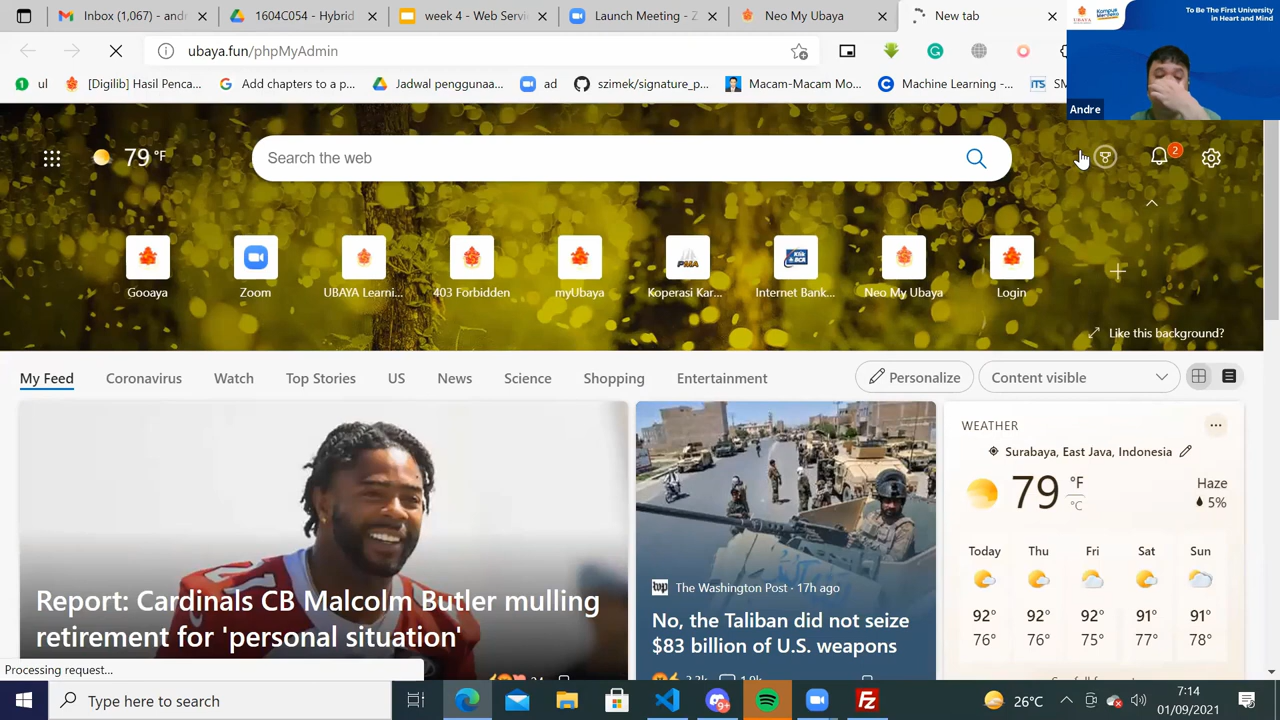 Inbox (1,067) - andr
1604C054 - Hybrid
week 4 - Web Servi
Launch Meeting - Z
Neo My Ubaya
New tab
To Be The First University
in Heart and Mind
ubaya.fun/phpMyAdmin
ul
[Digilib] Hasil Penc...
Add chapters to a p...
Jadwal penggunaa...
ad
szimek/signature_p...
Macam-Macam Mo...
Machine Learning -...
Andre
79 °F
Search the web
2
Gooaya
Zoom
UBAYA Learni...
403 Forbidden
myUbaya
Koperasi Kar...
Internet Bank...
Neo My Ubaya
Login
Like this background?
My Feed
Coronavirus
Watch
Top Stories
US
News
Science
Shopping
Entertainment
Personalize
Content visible
WEATHER
Surabaya, East Java, Indonesia
79 °F
°C
Haze
5%
Today
Thu
Fri
Sat
Sun
92°
92°
92°
91°
91°
76°
76°
75°
77°
78°
Report: Cardinals CB Malcolm Butler mulling
retirement for 'personal situation'
The Washington Post · 17h ago
No, the Taliban did not seize
$83 billion of U.S. weapons
Processing request...
Type here to search
9+
26°C
7:14
01/09/2021